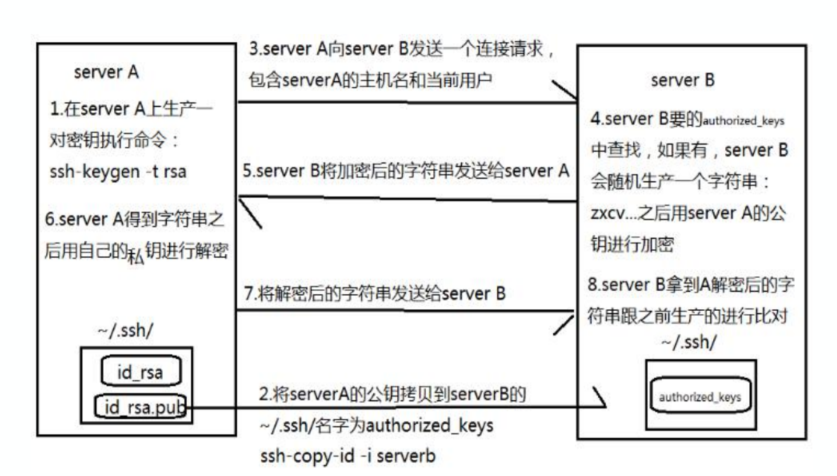 server A
1.在server A上生产一
对密钥执行命令：
ssh-keygen -t rsa
6.server A得到字符串之
后用自己的私钥进行解密
~/.ssh/
id_rsa
id_rsa.pub
3.server A向server B发送一个连接请求，
包含serverA的主机名和当前用户
5.server B将加密后的字符串发送给server A
7.将解密后的字符串发送给server B
2.将serverA的公钥拷贝到serverB的
~/.ssh/名字为authorized_keys
ssh-copy-id -i serverb
server B
4.server B要的authorized_keys
中查找，如果有，server B
会随机生产一个字符串：
zxcv...之后用server A的公
钥进行加密
8.server B拿到A解密后的字
符串跟之前生产的进行比对
~/.ssh/
authorized_keys